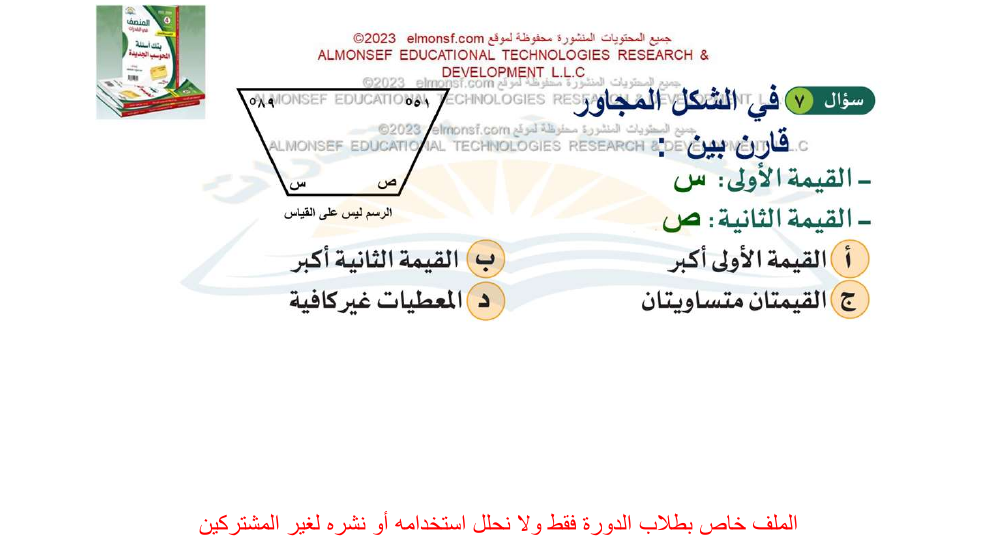 جميع المحتويات المنشورة محفوظة لموقع elmonsf.com ©2023
ALMONSEF EDUCATIONAL TECHNOLOGIES RESEARCH &
DEVELOPMENT L.L.C
جميع المحتويات المنشورة محفوظة لموقع elmonsf.com ©2023
ALMONSEF EDUCATIONAL TECHNOLOGIES RESEARCH & DEVELOPMENT L.L.C
جميع المحتويات المنشورة محفوظة لموقع elmonsf.com ©2023
ALMONSEF EDUCATIONAL TECHNOLOGIES RESEARCH & DEVELOPMENT L.L.C
المنصف
بنك أسئلة
المحوسب الجديدة
سؤال ٧ في الشكل المجاور
قارن بين :
- القيمة الأولى: س
- القيمة الثانية: ص
٥٥١ ٥٨٩
ص س
الرسم ليس على القياس
أ القيمة الأولى أكبر
ب القيمة الثانية أكبر
ج القيمتان متساويتان
د المعطيات غير كافية
الملف خاص بطلاب الدورة فقط ولا نحلل استخدامه أو نشره لغير المشتركين